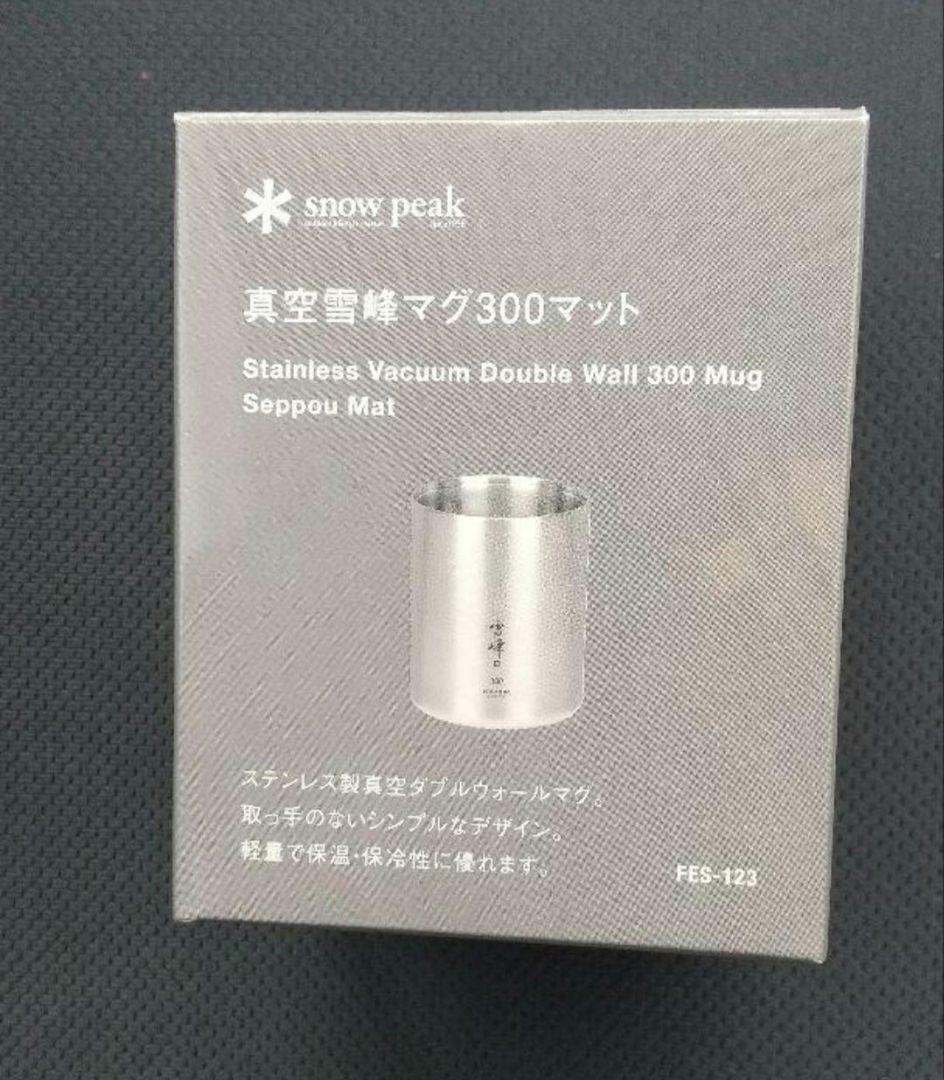 snow peak
真空雪峰マグ300マット
Stainless Vacuum Double Wall 300 Mug
Seppou Mat
雪峰
300
ステンレス製真空ダブルウォールマグ。
取っ手のないシンプルなデザイン。
軽量で保温・保冷性に優れます。
FES-123